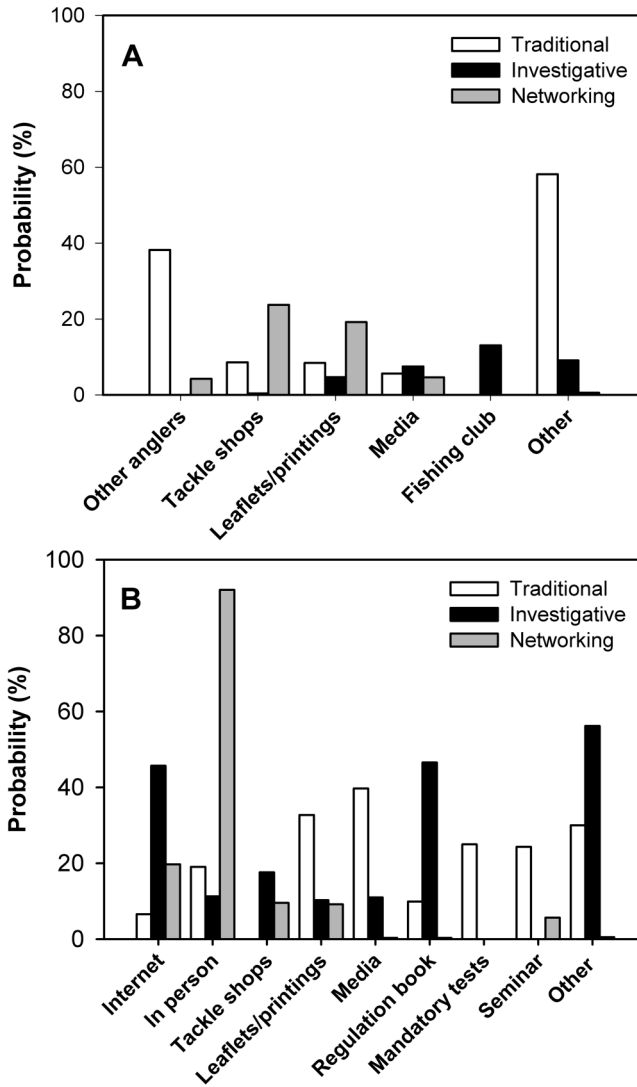 100
80
60
40
20
0
Probability (%)
A
Traditional
Investigative
Networking
Other anglers
Tackle shops
Leaflets/printings
Media
Fishing club
Other
100
80
60
40
20
0
Probability (%)
B
Traditional
Investigative
Networking
Internet
In person
Tackle shops
Leaflets/printings
Media
Regulation book
Mandatory tests
Seminar
Other